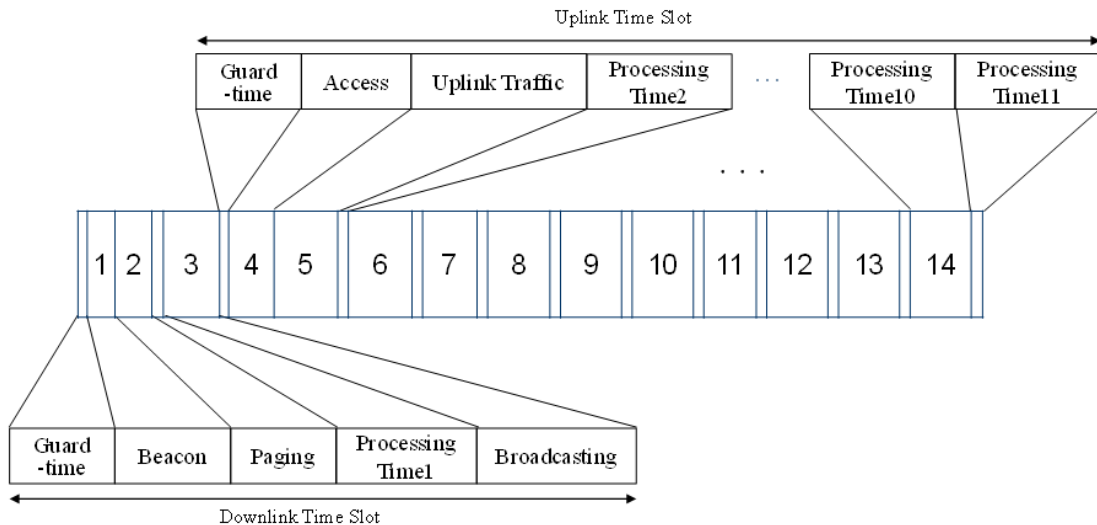 Uplink Time Slot
Guard
-time
Access
Uplink Traffic
Processing
Time2
...
Processing
Time10
Processing
Time11
. . .
1 2 3 4 5 6 7 8 9 10 11 12 13 14
Guard
-time
Beacon
Paging
Processing
Time1
Broadcasting
Downlink Time Slot